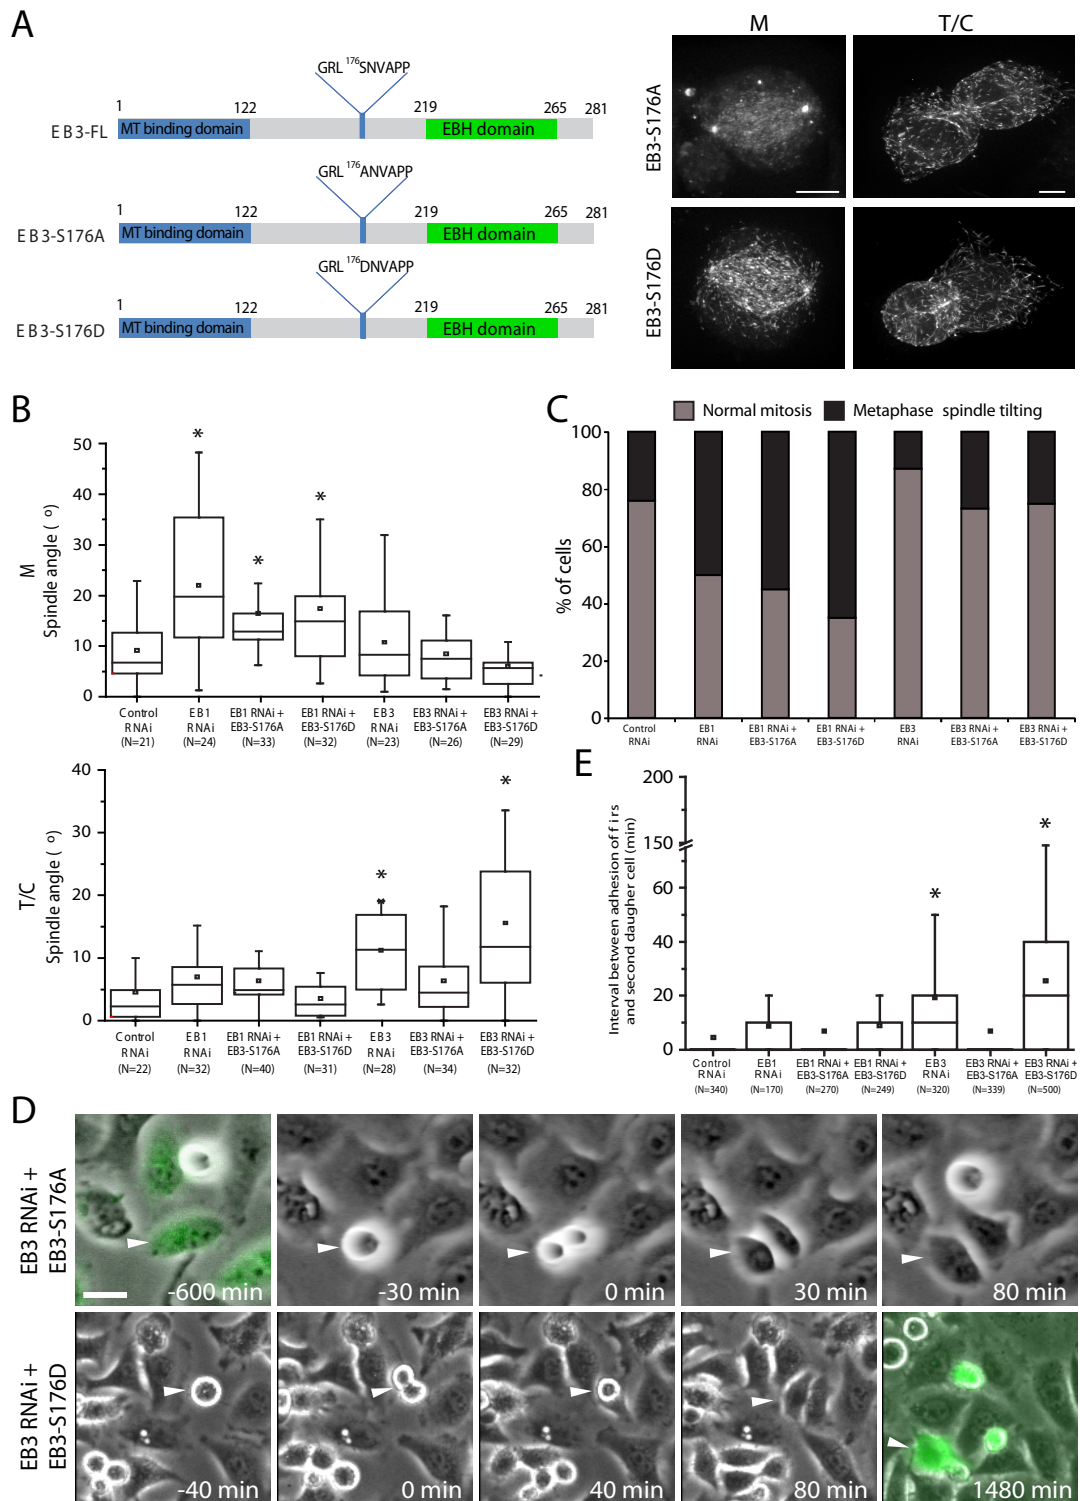 A
M
T/C
GRL 176SNVAPP
1
122
219
265
281
EB3-FL
MT binding domain
EBH domain
GRL 176ANVAPP
1
122
219
265
281
EB3-S176A
MT binding domain
EBH domain
GRL 176DNVAPP
1
122
219
265
281
EB3-S176D
MT binding domain
EBH domain
EB3-S176A
EB3-S176D
B
M
Spindle angle ( º)
50
40
30
20
10
0
*
*
*
Control RNAi (N=21)
EB1 RNAi (N=24)
EB1 RNAi + EB3-S176A (N=33)
EB1 RNAi + EB3-S176D (N=32)
EB3 RNAi (N=23)
EB3 RNAi + EB3-S176A (N=26)
EB3 RNAi + EB3-S176D (N=29)
T/C
Spindle angle ( º)
40
30
20
10
0
*
*
Control RNAi (N=22)
EB1 RNAi (N=32)
EB1 RNAi + EB3-S176A (N=40)
EB1 RNAi + EB3-S176D (N=31)
EB3 RNAi (N=28)
EB3 RNAi + EB3-S176A (N=34)
EB3 RNAi + EB3-S176D (N=32)
C
Normal mitosis
Metaphase spindle tilting
% of cells
100
80
60
40
20
0
Control RNAi
EB1 RNAi
EB1 RNAi + EB3-S176A
EB1 RNAi + EB3-S176D
EB3 RNAi
EB3 RNAi + EB3-S176A
EB3 RNAi + EB3-S176D
E
Interval between adhesion of firs
and second daugher cell (min)
200
150
60
40
20
0
*
*
Control RNAi (N=340)
EB1 RNAi (N=170)
EB1 RNAi + EB3-S176A (N=270)
EB1 RNAi + EB3-S176D (N=249)
EB3 RNAi (N=320)
EB3 RNAi + EB3-S176A (N=339)
EB3 RNAi + EB3-S176D (N=500)
D
EB3 RNAi +
EB3-S176A
-600 min
-30 min
0 min
30 min
80 min
EB3 RNAi +
EB3-S176D
-40 min
0 min
40 min
80 min
1480 min